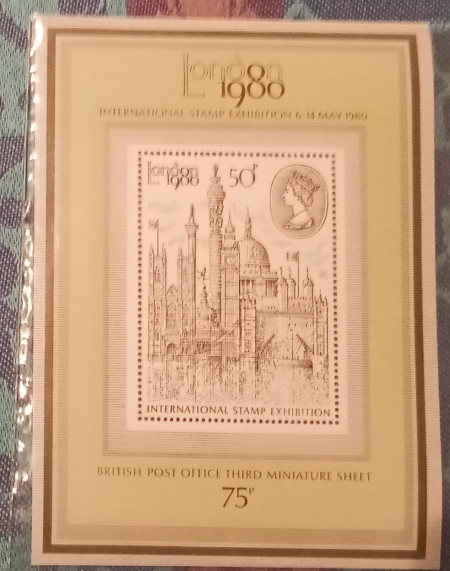 London
1980
INTERNATIONAL STAMP EXHIBITION 6-14 MAY 1980
London
1980
50P
INTERNATIONAL STAMP EXHIBITION
BRITISH POST OFFICE THIRD MINIATURE SHEET
75P